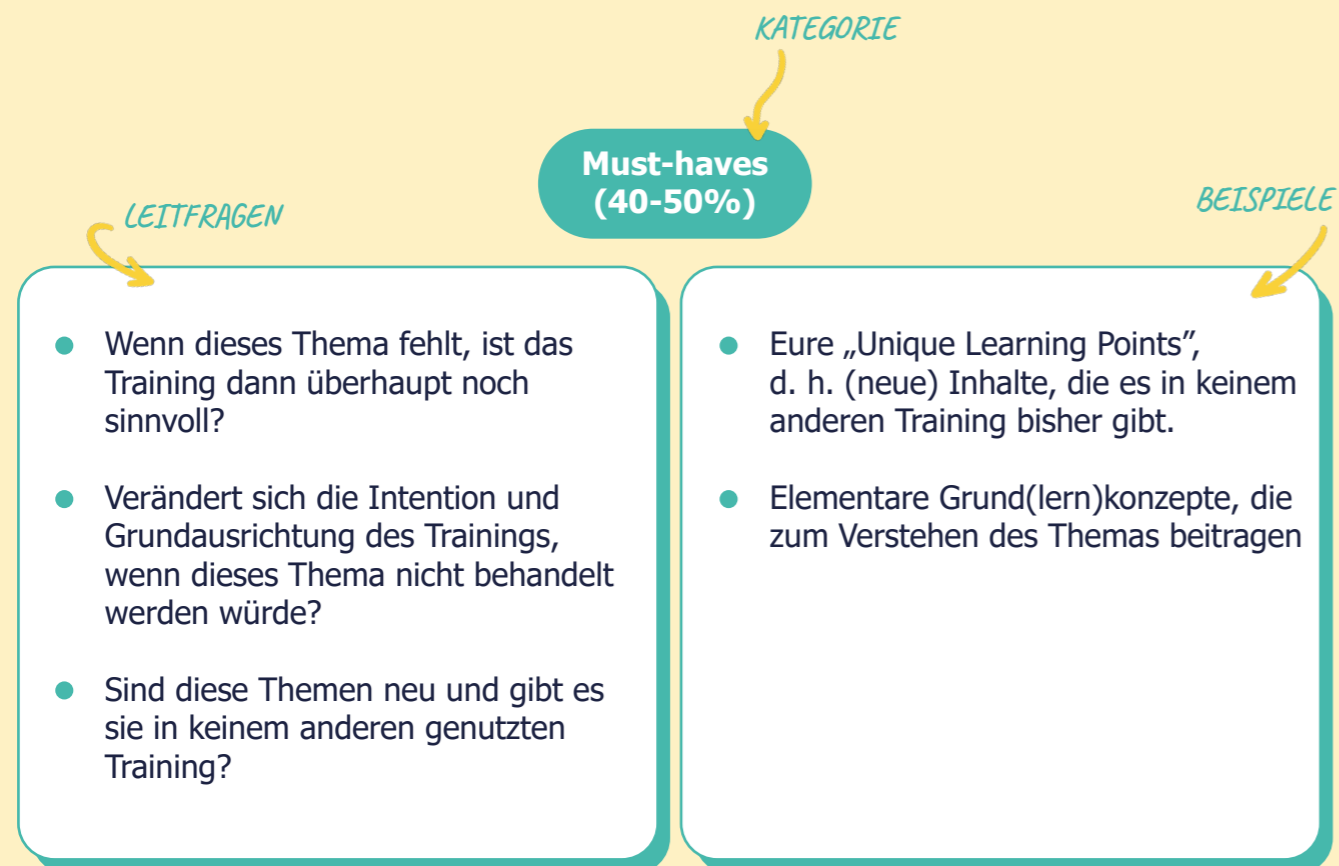 KATEGORIE
Must-haves
(40-50%)
LEITFRAGEN
BEISPIELE
● Wenn dieses Thema fehlt, ist das
Training dann überhaupt noch
sinnvoll?
● Verändert sich die Intention und
Grundausrichtung des Trainings,
wenn dieses Thema nicht behandelt
werden würde?
● Sind diese Themen neu und gibt es
sie in keinem anderen genutzten
Training?
● Eure „Unique Learning Points”,
d. h. (neue) Inhalte, die es in keinem
anderen Training bisher gibt.
● Elementare Grund(lern)konzepte, die
zum Verstehen des Themas beitragen